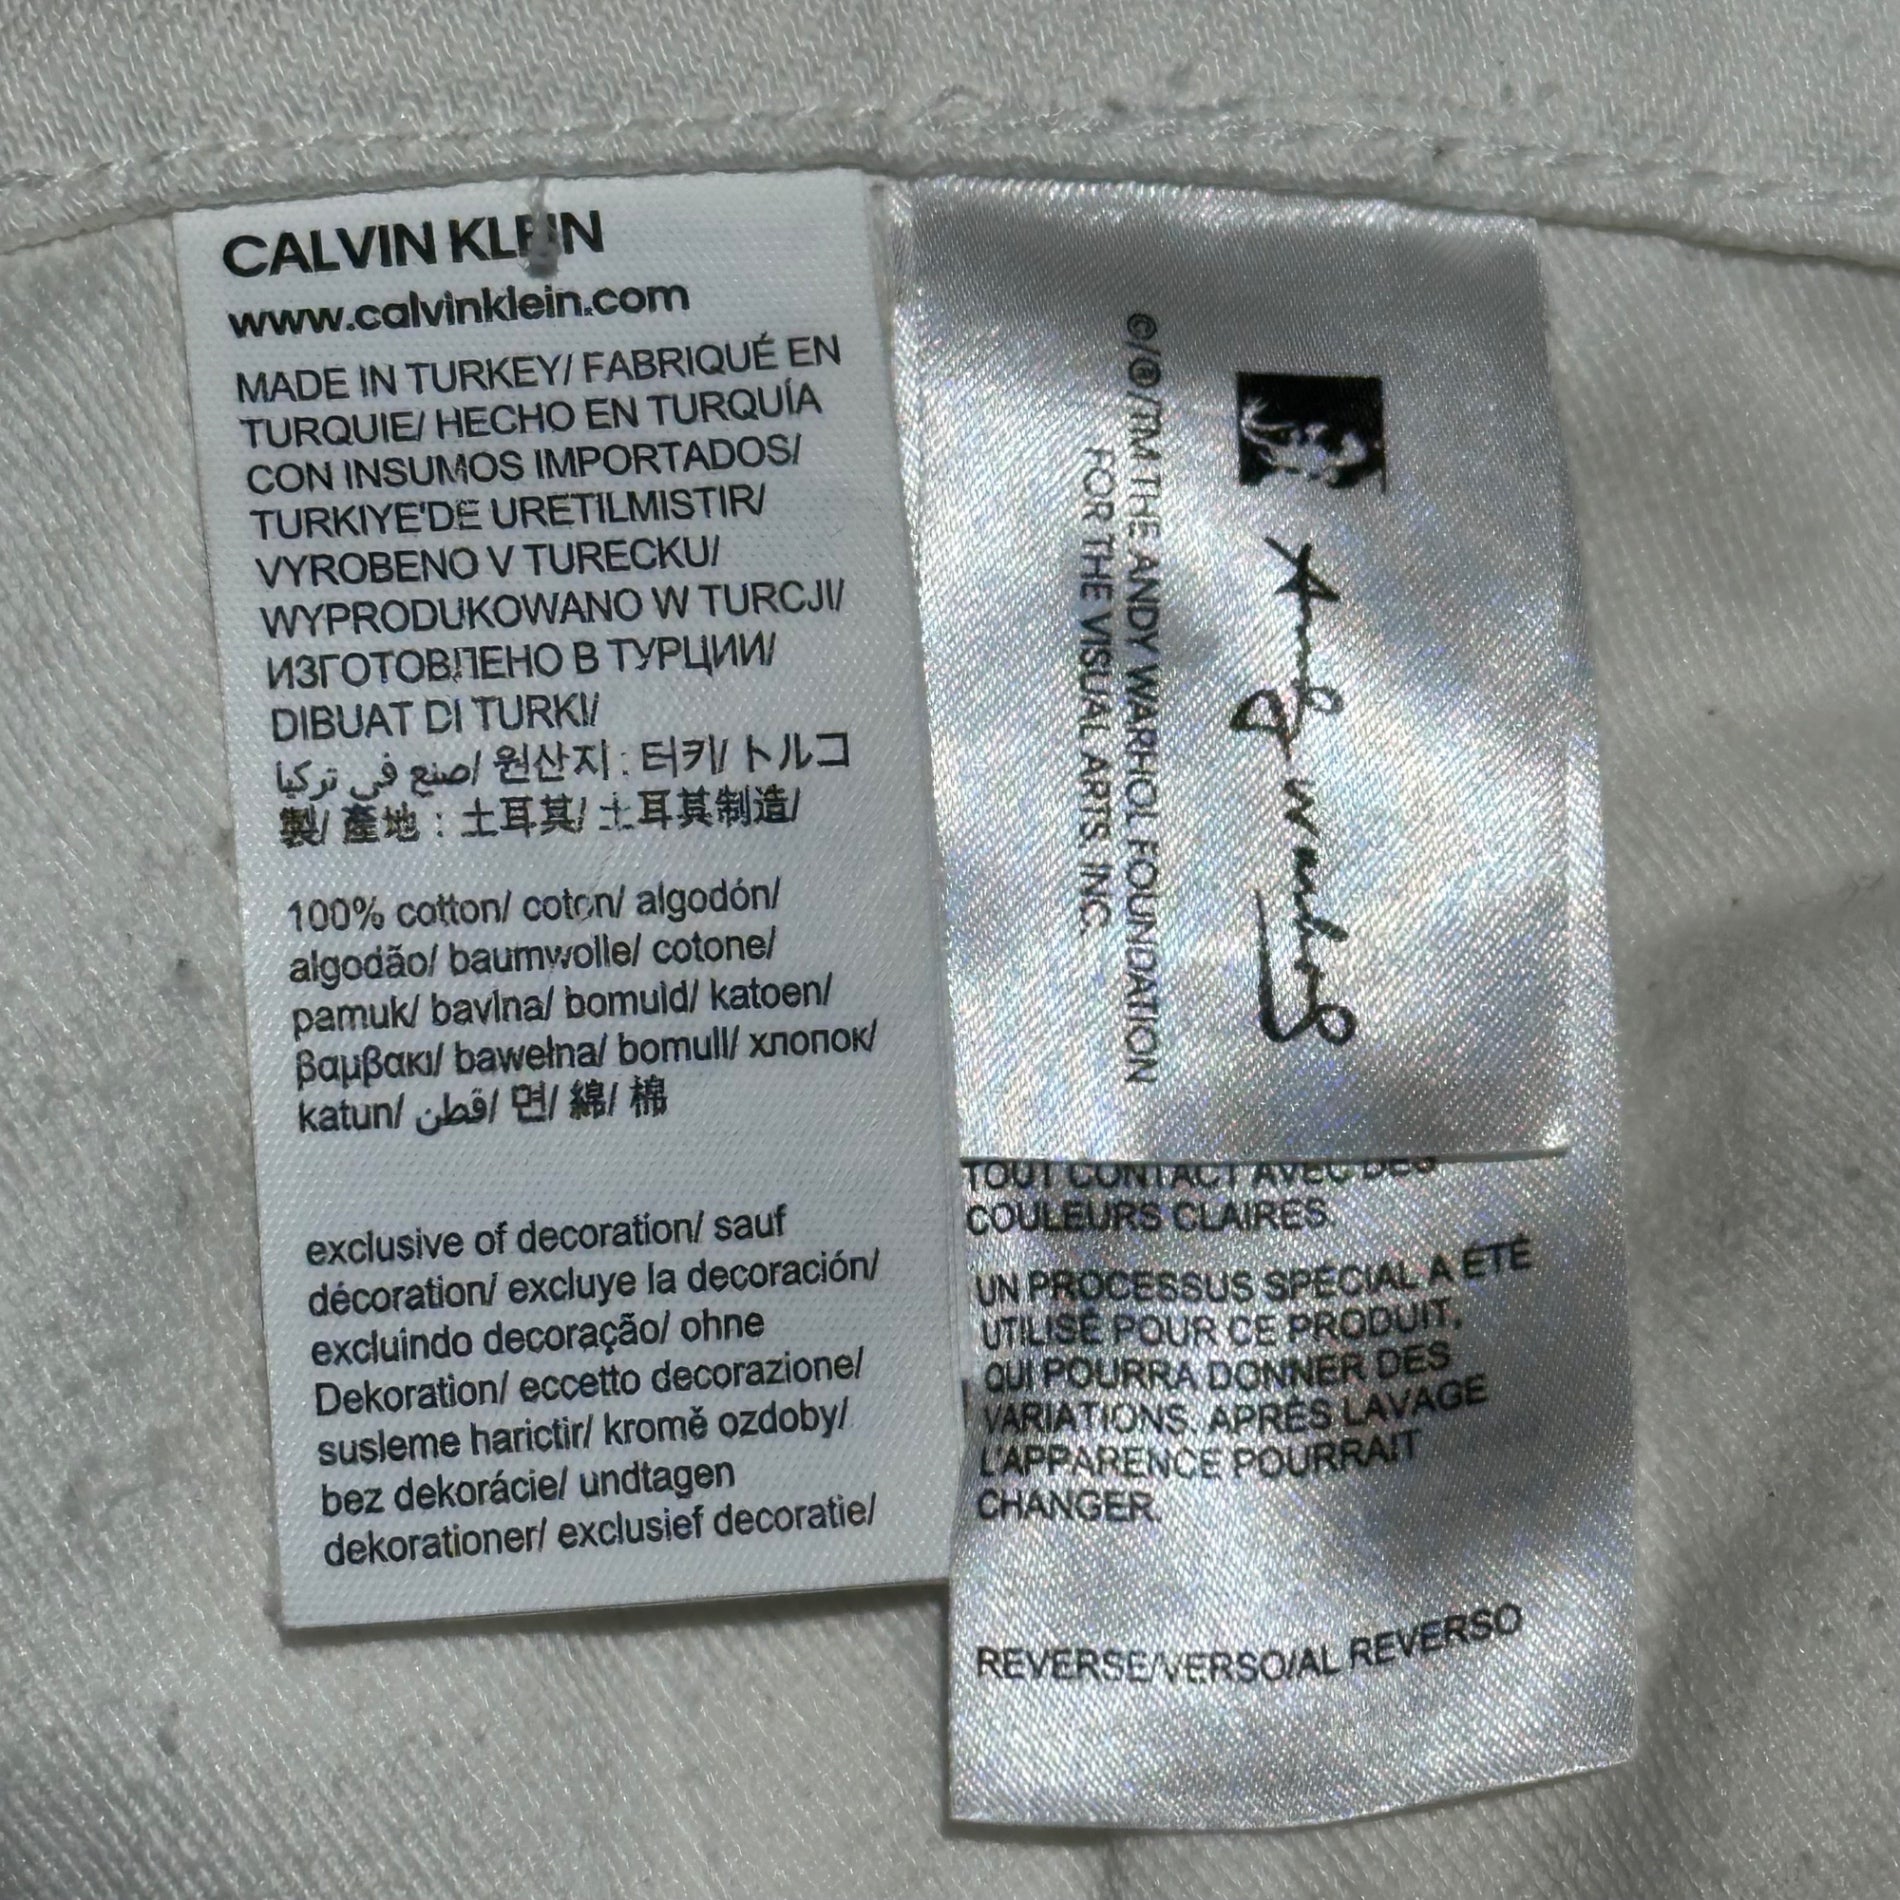 CALVIN KLEIN
www.calvinklein.com
MADE IN TURKEY/ FABRIQUÉ EN
TURQUIE/ HECHO EN TURQUÍA
CON INSUMOS IMPORTADOS/
TURKIYE'DE URETILMISTIR/
VYROBENO V TURECKU/
WYPRODUKOWANO W TURCJI/
ИЗГОТОВЛЕНО В ТУРЦИИ/
DIBUAT DI TURKI/
صنع في تركيا/ 원산지 : 터키/ トルコ
製/ 產地 : 土耳其/ 土耳其制造/
100% cotton/ coton/ algodón/
algodão/ baumwolle/ cotone/
pamuk/ bavlna/ bomuld/ katoen/
βαμβακι/ bawełna/ bomull/ хлопок/
katun/ قطن/ 면/ 綿/ 棉
exclusive of decoration/ sauf
décoration/ excluye la decoración/
excluindo decoração/ ohne
Dekoration/ eccetto decorazione/
susleme harictir/ kromě ozdoby/
bez dekorácie/ undtagen
dekorationer/ exclusief decoratie/
Andy Warhol
©/®/TM THE ANDY WARHOL FOUNDATION
FOR THE VISUAL ARTS, INC.
TOUT CONTACT AVEC DES
COULEURS CLAIRES.
UN PROCESSUS SPÉCIAL A ÉTÉ
UTILISÉ POUR CE PRODUIT,
QUI POURRA DONNER DES
VARIATIONS. APRÈS LAVAGE
L'APPARENCE POURRAIT
CHANGER.
REVERSE/VERSO/AL REVERSO